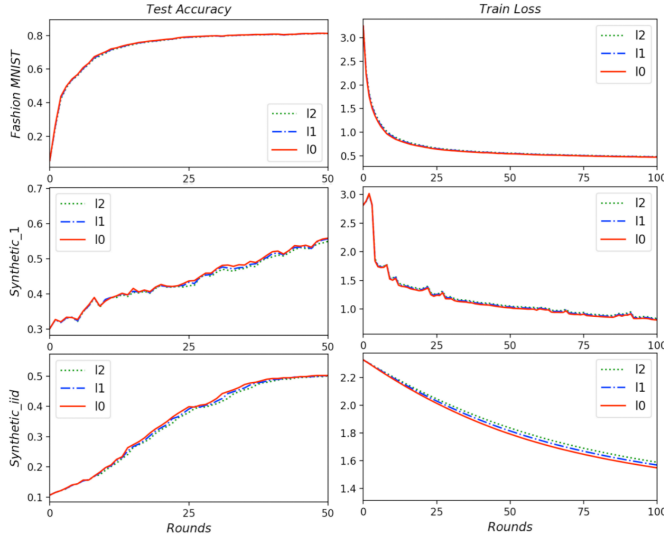 Test Accuracy
Train Loss
Fashion MNIST
0.8
0.6
0.4
0.2
0
25
50
l2
l1
l0
3.0
2.5
2.0
1.5
1.0
0.5
0
25
50
75
100
l2
l1
l0
Synthetic_1
0.7
0.6
0.5
0.4
0.3
0
25
50
l2
l1
l0
3.0
2.5
2.0
1.5
1.0
0
25
50
75
100
l2
l1
l0
Synthetic_iid
0.5
0.4
0.3
0.2
0.1
0
25
50
Rounds
l2
l1
l0
2.2
2.0
1.8
1.6
1.4
0
25
50
75
100
Rounds
l2
l1
l0